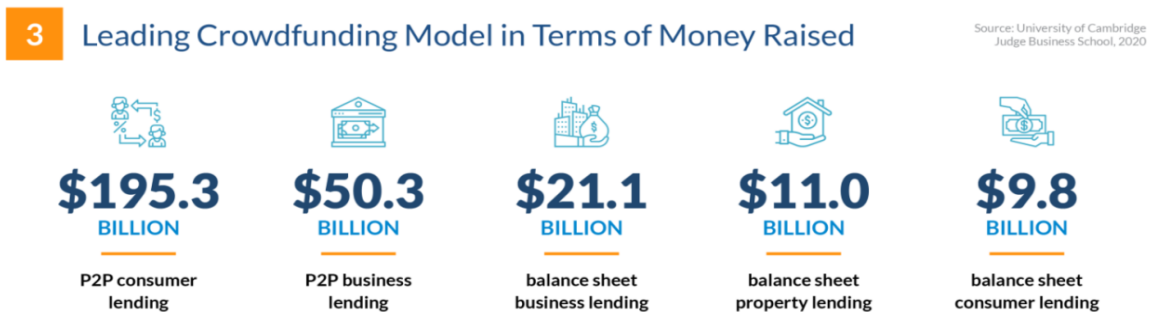 3
Leading Crowdfunding Model in Terms of Money Raised
Source: University of Cambridge
Judge Business School, 2020
$195.3
BILLION
P2P consumer
lending
$50.3
BILLION
P2P business
lending
$21.1
BILLION
balance sheet
business lending
$11.0
BILLION
balance sheet
property lending
$9.8
BILLION
balance sheet
consumer lending